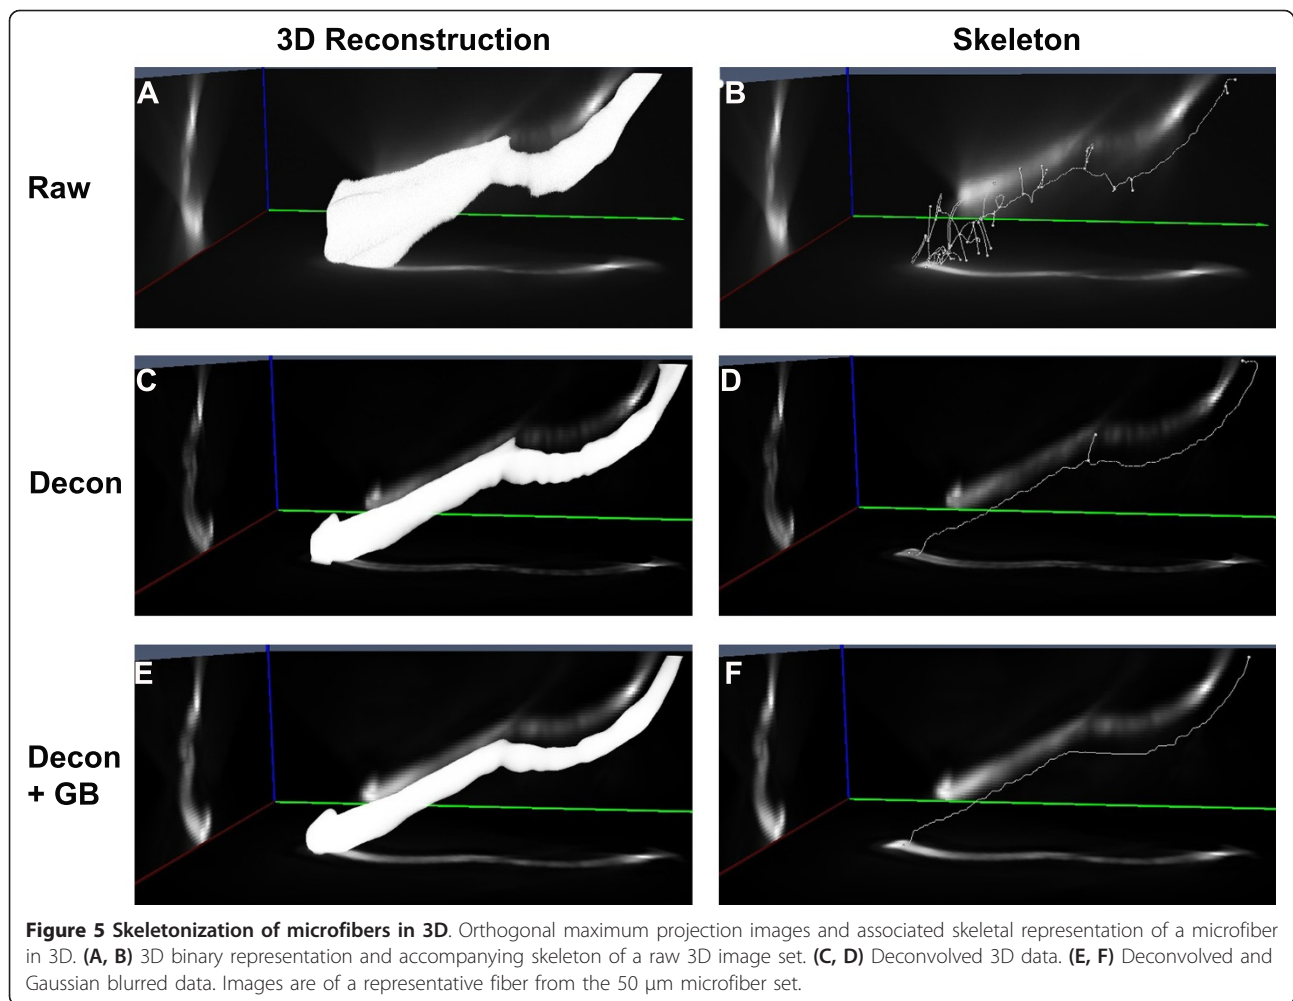 3D Reconstruction
Skeleton
A
B
Raw
C
D
Decon
E
F
Decon
+ GB
Figure 5 Skeletonization of microfibers in 3D. Orthogonal maximum projection images and associated skeletal representation of a microfiber
in 3D. (A, B) 3D binary representation and accompanying skeleton of a raw 3D image set. (C, D) Deconvolved 3D data. (E, F) Deconvolved and
Gaussian blurred data. Images are of a representative fiber from the 50 μm microfiber set.